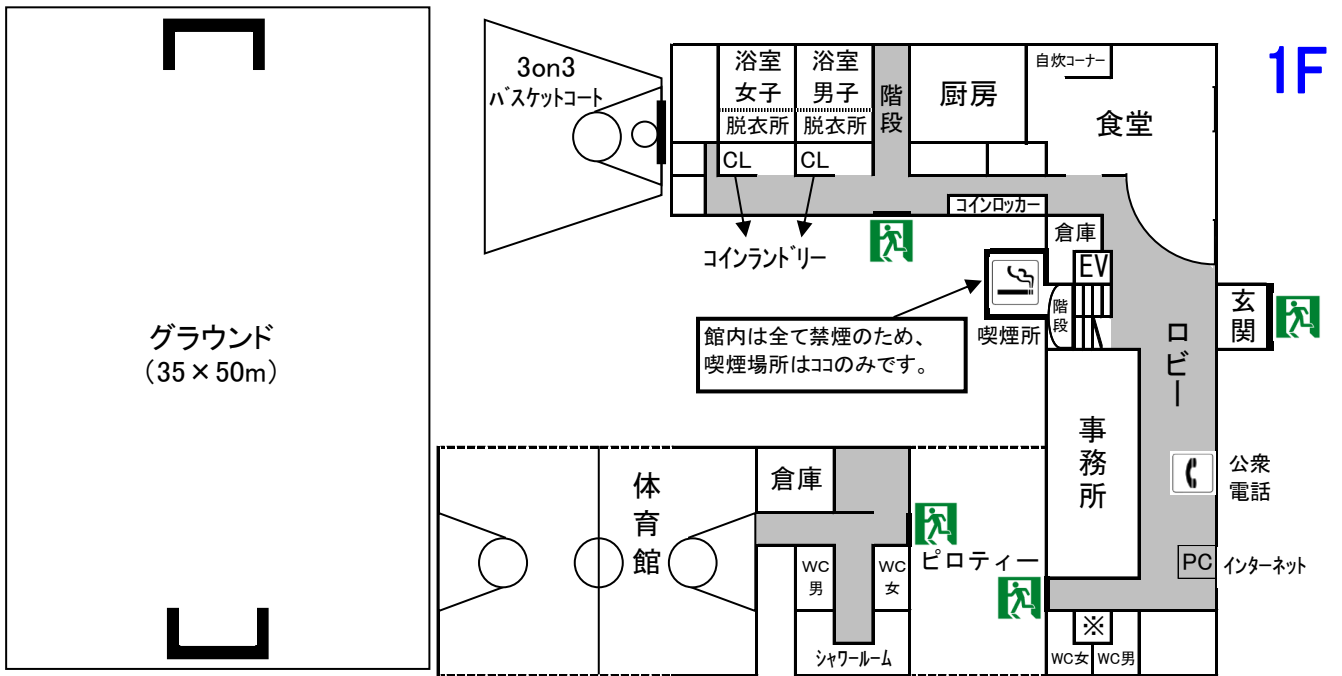 1F
3on3
バスケットコート
浴室
女子
脱衣所
浴室
男子
脱衣所
階段
厨房
自炊コーナー
食堂
CL
CL
コインロッカー
コインランドリー
倉庫
EV
階段
喫煙所
館内は全て禁煙のため、
喫煙場所はココのみです。
玄関
ロビー
グラウンド
(35×50m)
事務所
公衆
電話
体育館
倉庫
WC
男
WC
女
ピロティー
PC
インターネット
シャワールーム
※
WC女
WC男